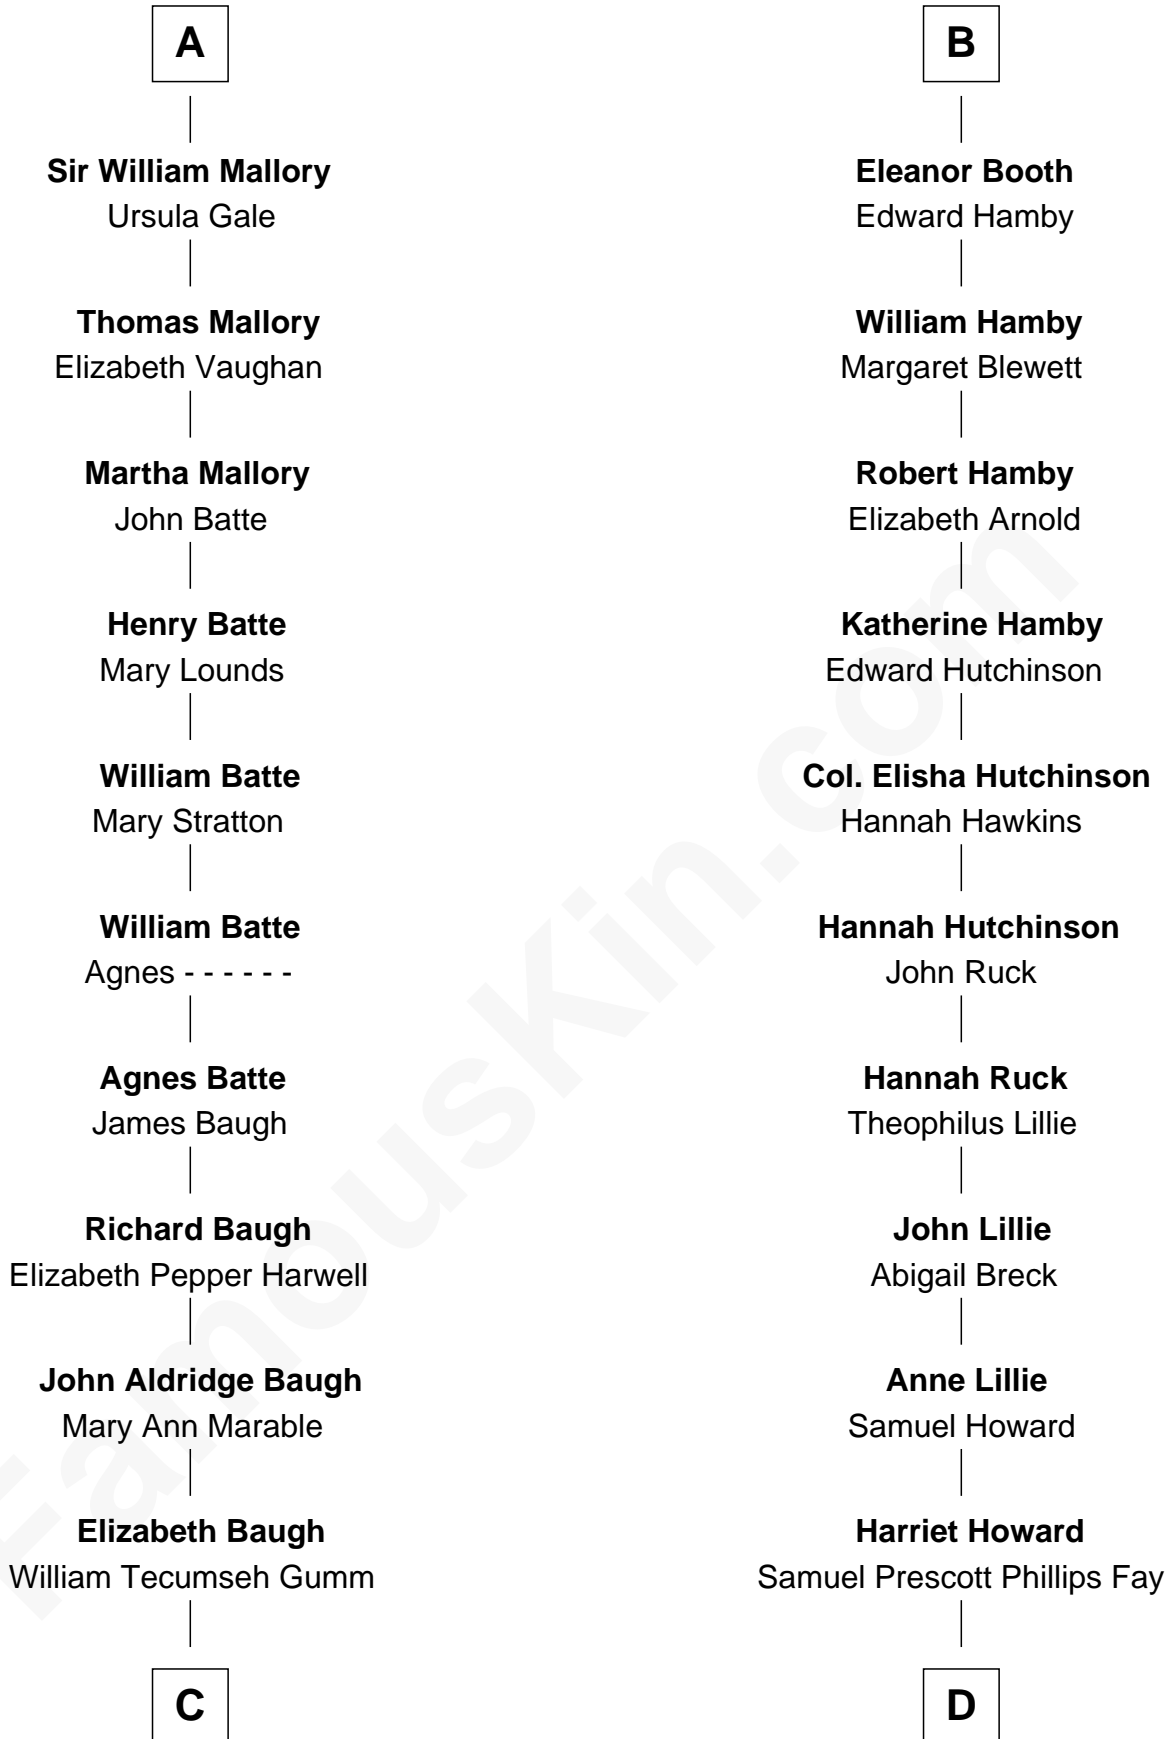 A
Sir William Mallory
Ursula Gale
Thomas Mallory
Elizabeth Vaughan
Martha Mallory
John Batte
Henry Batte
Mary Lounds
William Batte
Mary Stratton
William Batte
Agnes - - - - - -
Agnes Batte
James Baugh
Richard Baugh
Elizabeth Pepper Harwell
John Aldridge Baugh
Mary Ann Marable
Elizabeth Baugh
William Tecumseh Gumm
C
B
Eleanor Booth
Edward Hamby
William Hamby
Margaret Blewett
Robert Hamby
Elizabeth Arnold
Katherine Hamby
Edward Hutchinson
Col. Elisha Hutchinson
Hannah Hawkins
Hannah Hutchinson
John Ruck
Hannah Ruck
Theophilus Lillie
John Lillie
Abigail Breck
Anne Lillie
Samuel Howard
Harriet Howard
Samuel Prescott Phillips Fay
D
FamousKin.com